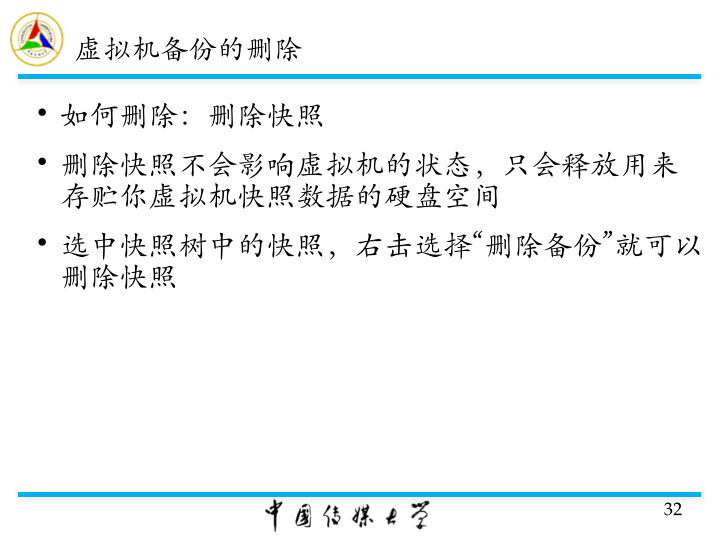 虚拟机备份的删除
• 如何删除：删除快照
• 删除快照不会影响虚拟机的状态，只会释放用来
存贮你虚拟机快照数据的硬盘空间
• 选中快照树中的快照，右击选择“删除备份”就可以
删除快照
中国传媒大学
32